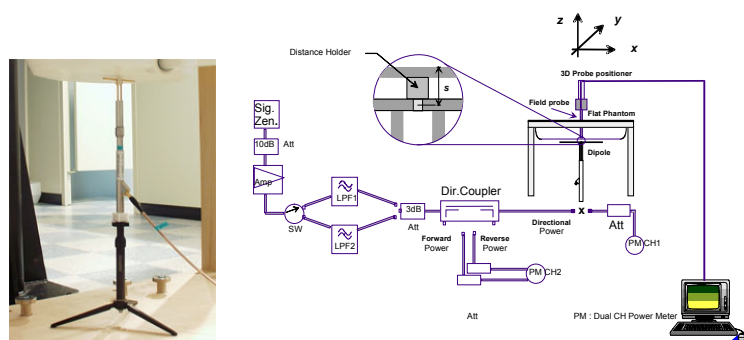 z
y
x
Distance Holder
s
3D Probe positioner
Field probe
Flat Phantom
Dipole
Sig.
Zen.
10dB
Att
Amp
SW
LPF1
LPF2
3dB
Att
Dir.Coupler
Forward
Power
Reverse
Power
Directional
Power
x
Att
PM CH1
PM CH2
Att
PM : Dual CH Power Meter